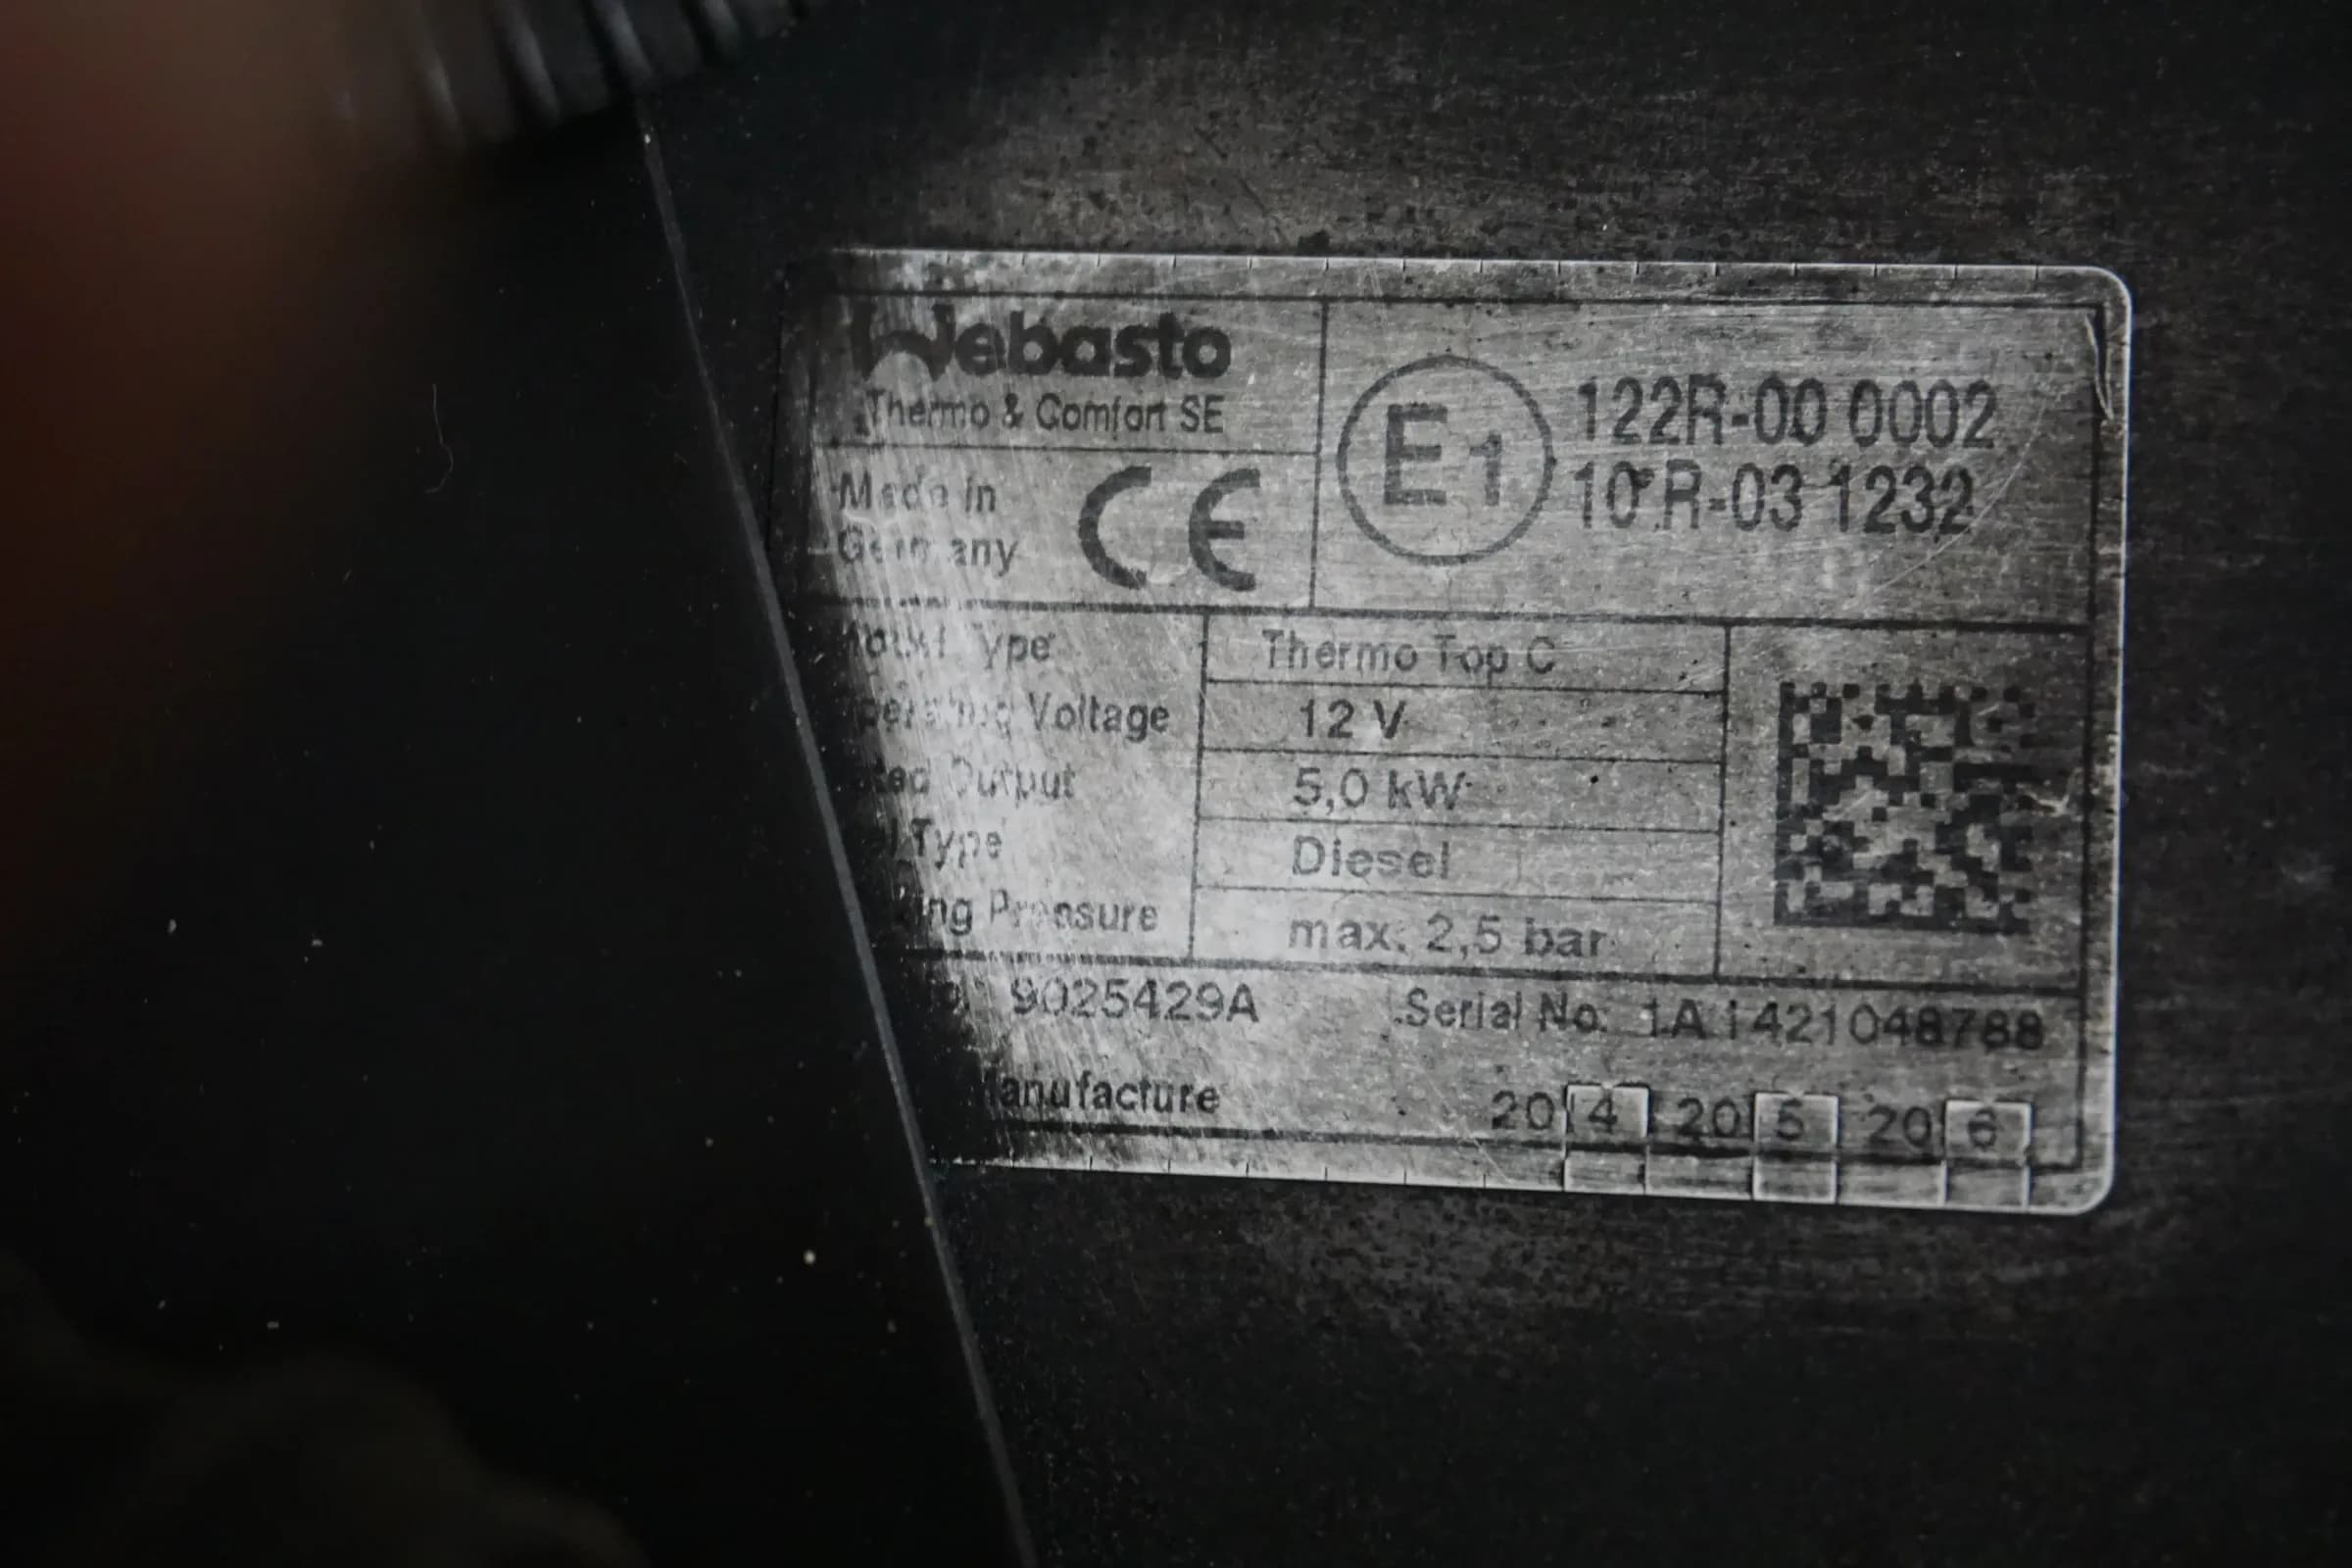 Webasto
Thermo & Comfort SE
Made in
Germany
CE
E1
122R-00 0002
10 R-03 1232
Type Thermo Top C
Operating Voltage 12 V
Output 5,0 kW
Type Diesel
Pressure max. 2,5 bar
9025429A Serial No. 1A1421048788
Manufacture 2014 2015 2016